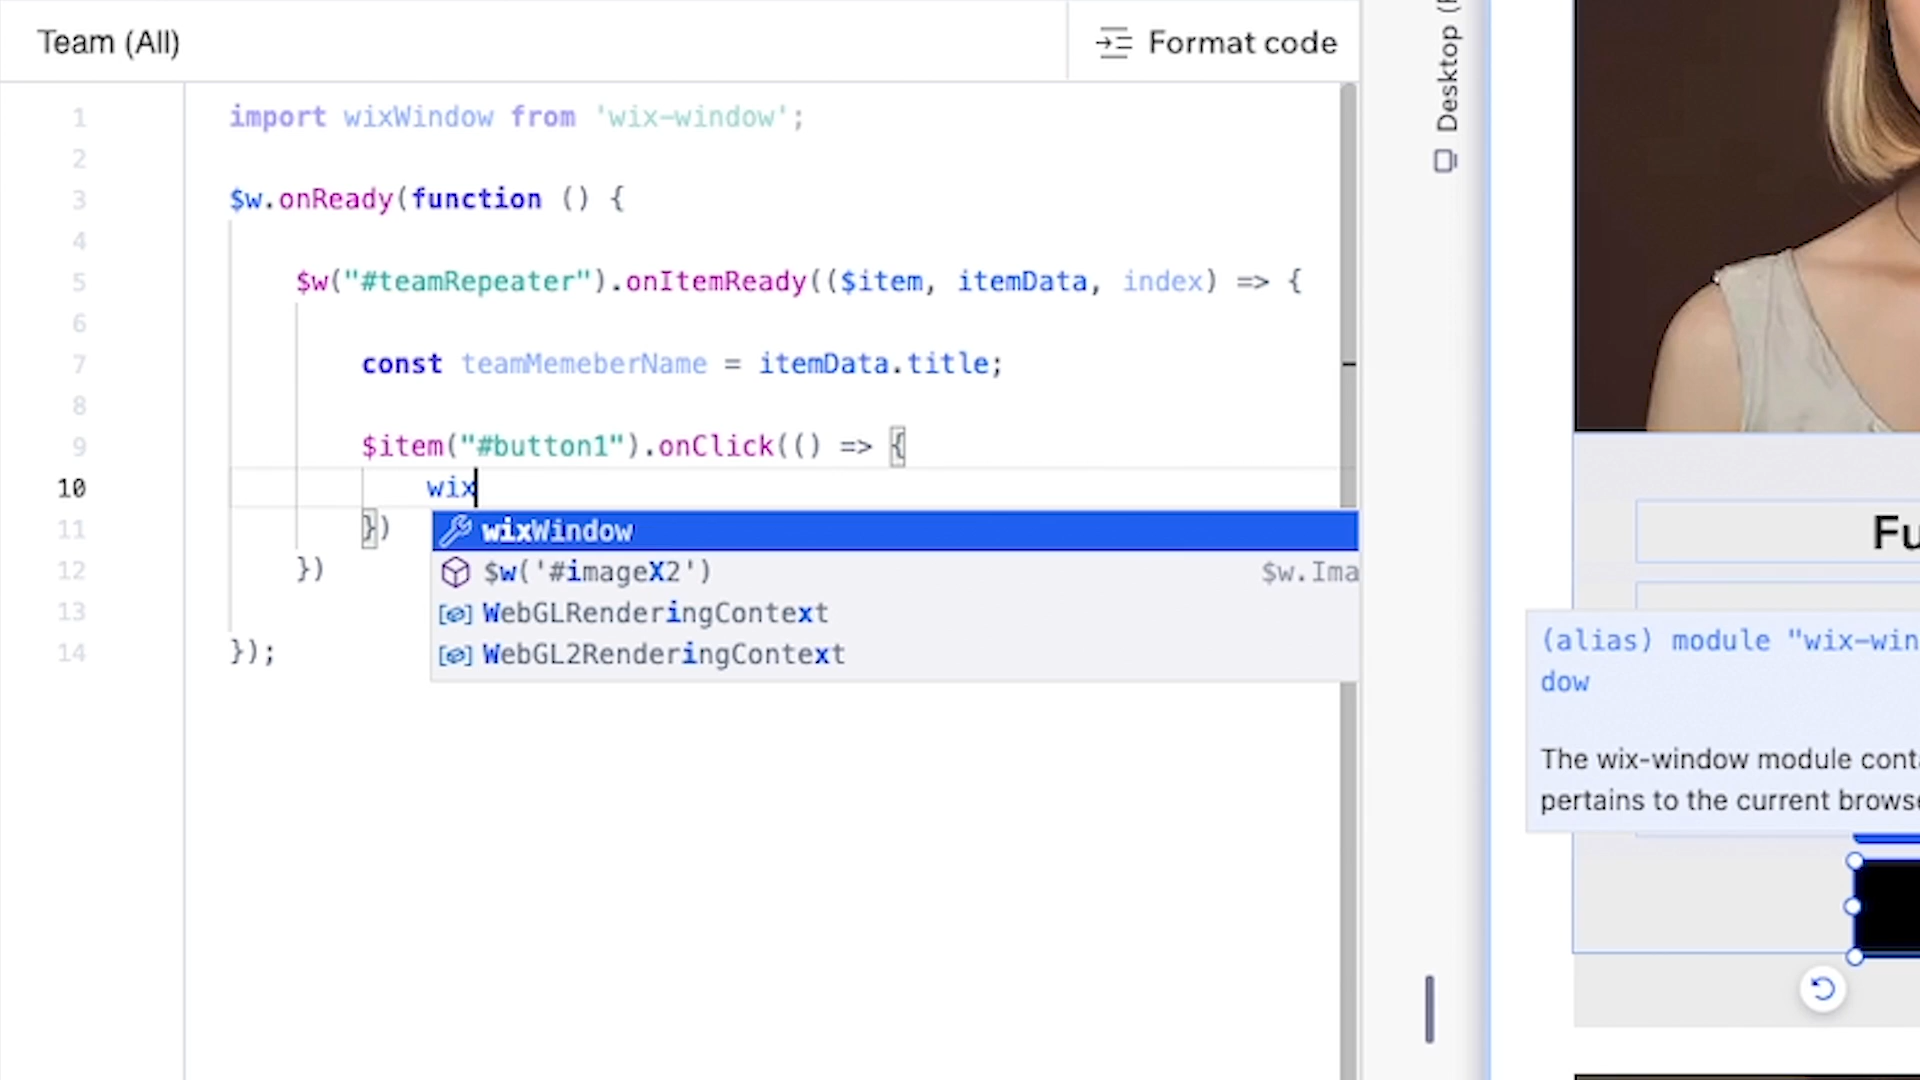 Team (All)
Format code
1 import wixWindow from 'wix-window';
2
3 $w.onReady(function () {
4
5 $w("#teamRepeater").onItemReady(($item, itemData, index) => {
6
7 const teamMemeberName = itemData.title;
8
9 $item("#button1").onClick(() => {
10 wix
11 })
12 })
13
14 });
wixWindow
$w('#imageX2') $w.Ima
WebGLRenderingContext
WebGL2RenderingContext
Desktop (
Fu
(alias) module "wix-win
dow
The wix-window module cont
pertains to the current browse